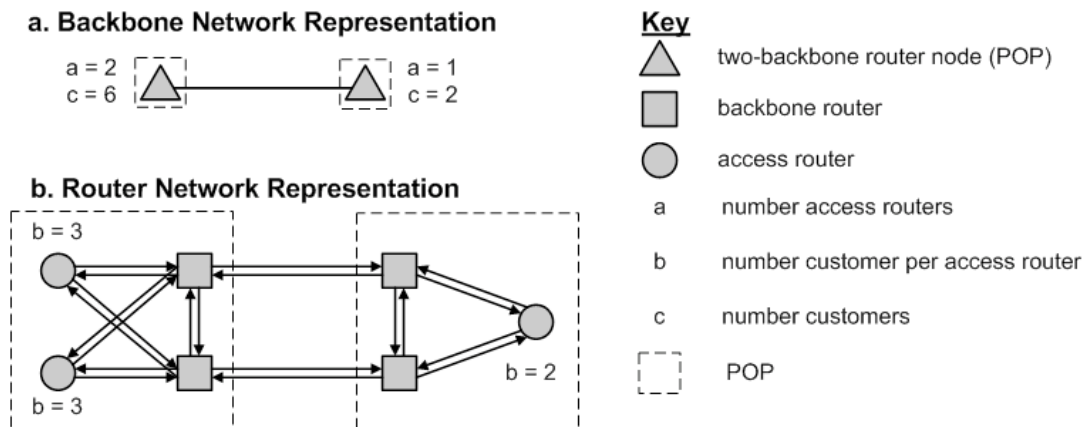 a. Backbone Network Representation
a = 2
c = 6
a = 1
c = 2
b. Router Network Representation
b = 3
b = 3
b = 2
Key
two-backbone router node (POP)
backbone router
access router
a number access routers
b number customer per access router
c number customers
POP